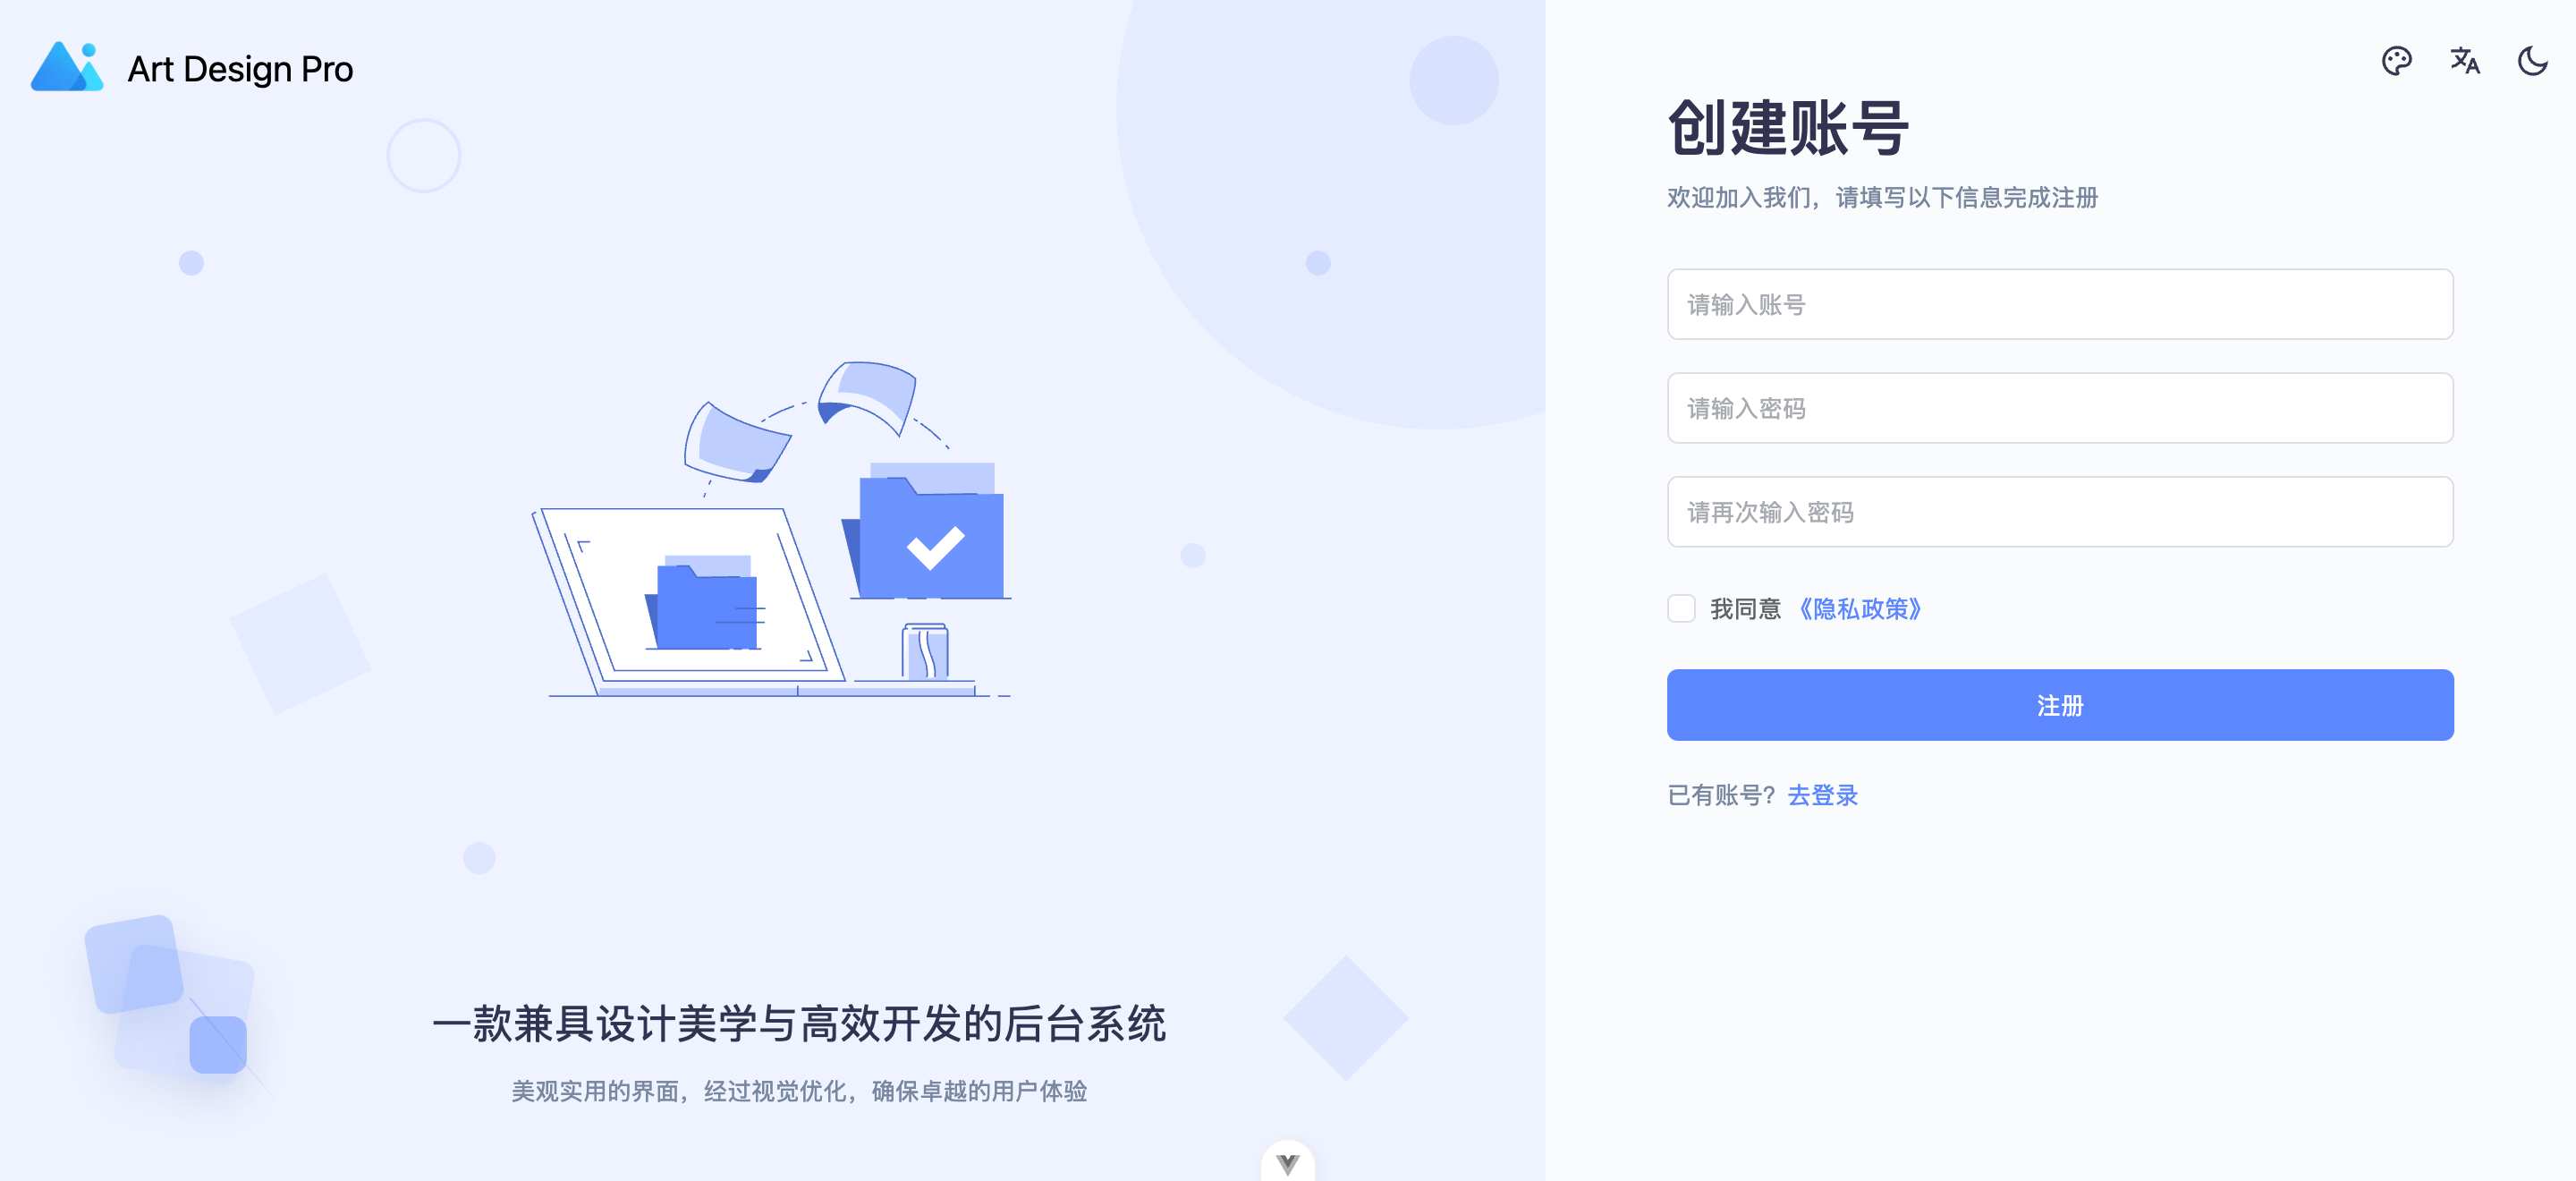 Art Design Pro
一款兼具设计美学与高效开发的后台系统
美观实用的界面，经过视觉优化，确保卓越的用户体验
创建账号
欢迎加入我们，请填写以下信息完成注册
请输入账号
请输入密码
请再次输入密码
我同意 《隐私政策》
注册
已有账号？ 去登录